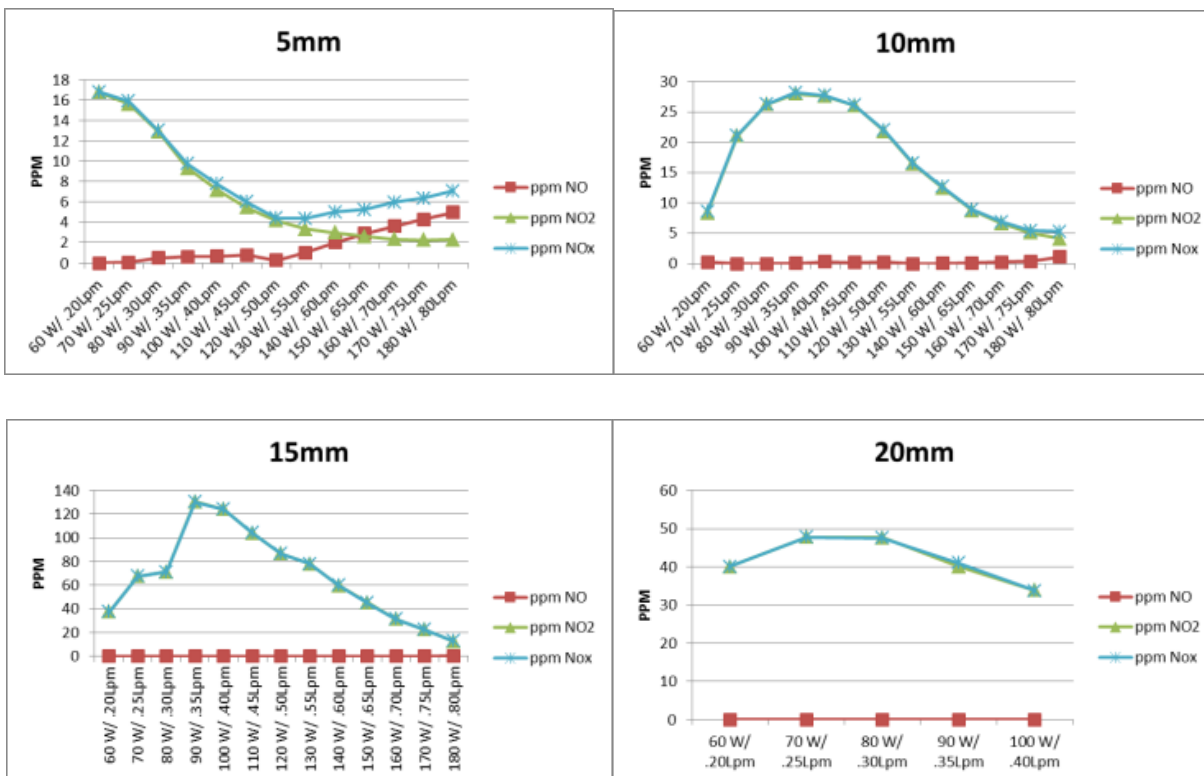 5mm
PPM
18
16
14
12
10
8
6
4
2
0
60 W/ .20Lpm
70 W/ .25Lpm
80 W/ .30Lpm
90 W/ .35Lpm
100 W/ .40Lpm
110 W/ .45Lpm
120 W/ .50Lpm
130 W/ .55Lpm
140 W/ .60Lpm
150 W/ .65Lpm
160 W/ .70Lpm
170 W/ .75Lpm
180 W/ .80Lpm
ppm NO
ppm NO2
ppm NOx
10mm
PPM
30
25
20
15
10
5
0
60 W/ .20Lpm
70 W/ .25Lpm
80 W/ .30Lpm
90 W/ .35Lpm
100 W/ .40Lpm
110 W/ .45Lpm
120 W/ .50Lpm
130 W/ .55Lpm
140 W/ .60Lpm
150 W/ .65Lpm
160 W/ .70Lpm
170 W/ .75Lpm
180 W/ .80Lpm
ppm NO
ppm NO2
ppm Nox
15mm
PPM
140
120
100
80
60
40
20
0
60 W/ .20Lpm
70 W/ .25Lpm
80 W/ .30Lpm
90 W/ .35Lpm
100 W/ .40Lpm
110 W/ .45Lpm
120 W/ .50Lpm
130 W/ .55Lpm
140 W/ .60Lpm
150 W/ .65Lpm
160 W/ .70Lpm
170 W/ .75Lpm
180 W/ .80Lpm
ppm NO
ppm NO2
ppm Nox
20mm
PPM
60
50
40
30
20
10
0
60 W/
.20Lpm
70 W/
.25Lpm
80 W/
.30Lpm
90 W/
.35Lpm
100 W/
.40Lpm
ppm NO
ppm NO2
ppm Nox